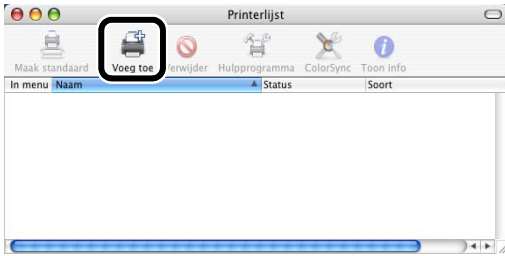 Printerlijst
Maak standaard Voeg toe Verwijder Hulpprogramma ColorSync Toon info
In menu Naam Status Soort